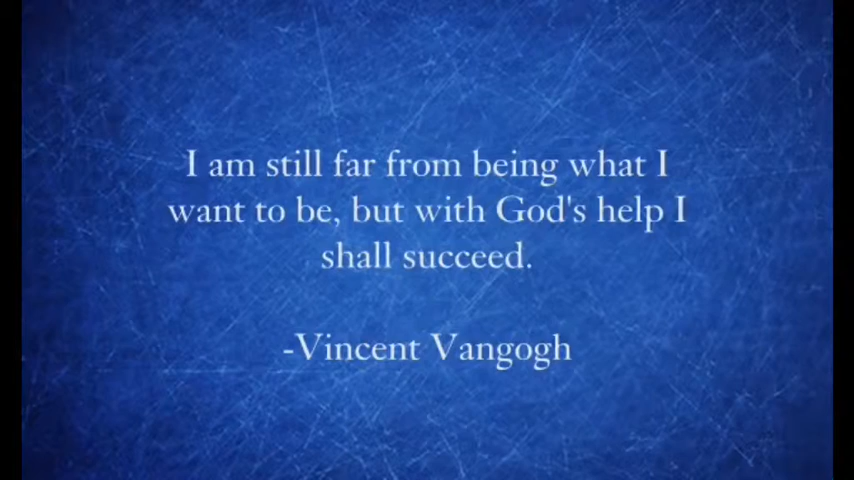 I am still far from being what I
want to be, but with God's help I
shall succeed.
-Vincent Vangogh